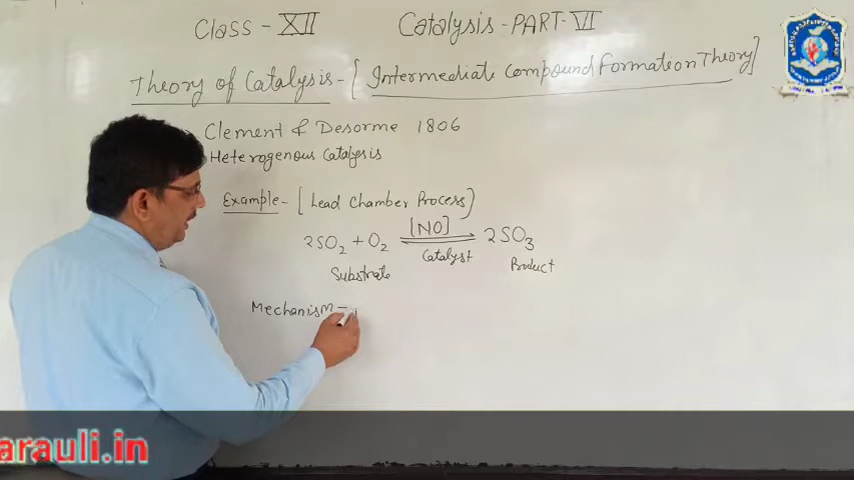 Class - XII Catalysis - PART - VI
Theory of Catalysis - [Intermediate Compound Formation Theory]
Clement & Desorme 1806
Heterogenous Catalysis
Example - [Lead Chamber Process]
2SO2 + O2 [NO] ⇌ 2SO3
Substrate Catalyst Product
Mechanism -
arauli.in